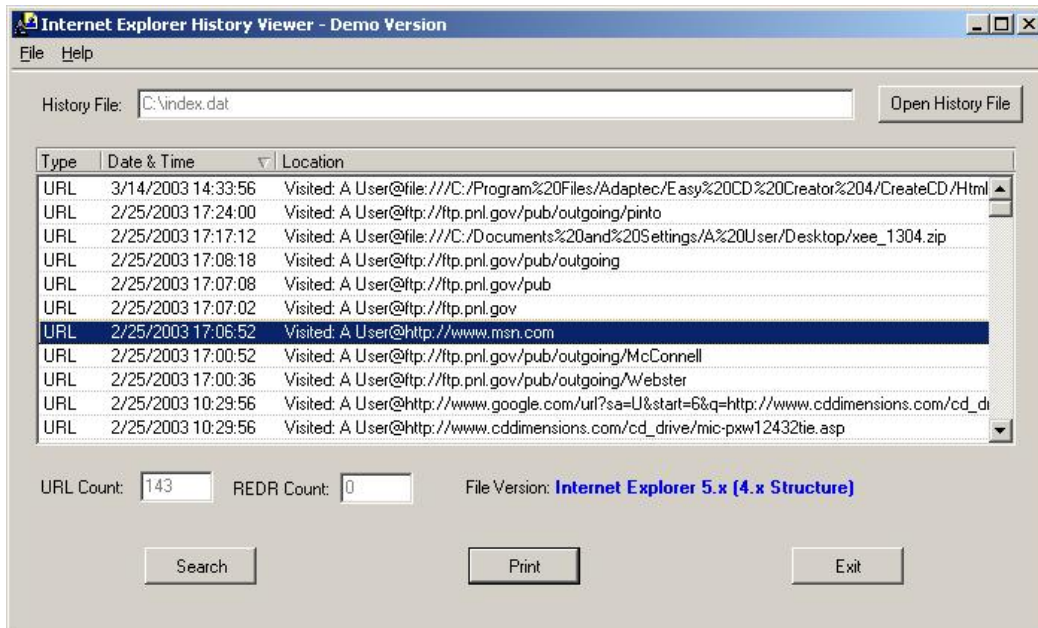 Internet Explorer History Viewer - Demo Version
File Help
History File: C:\index.dat Open History File
Type Date & Time Location
URL 3/14/2003 14:33:56 Visited: A User@file:///C:/Program%20Files/Adaptec/Easy%20CD%20Creator%204/CreateCD/Html
URL 2/25/2003 17:24:00 Visited: A User@ftp://ftp.pnl.gov/pub/outgoing/pinto
URL 2/25/2003 17:17:12 Visited: A User@file:///C:/Documents%20and%20Settings/A%20User/Desktop/xee_1304.zip
URL 2/25/2003 17:08:18 Visited: A User@ftp://ftp.pnl.gov/pub/outgoing
URL 2/25/2003 17:07:08 Visited: A User@ftp://ftp.pnl.gov/pub
URL 2/25/2003 17:07:02 Visited: A User@ftp://ftp.pnl.gov
URL 2/25/2003 17:06:52 Visited: A User@http://www.msn.com
URL 2/25/2003 17:00:52 Visited: A User@ftp://ftp.pnl.gov/pub/outgoing/McConnell
URL 2/25/2003 17:00:36 Visited: A User@ftp://ftp.pnl.gov/pub/outgoing/Webster
URL 2/25/2003 10:29:56 Visited: A User@http://www.google.com/url?sa=U&start=6&q=http://www.cddimensions.com/cd_dr
URL 2/25/2003 10:29:56 Visited: A User@http://www.cddimensions.com/cd_drive/mic-pxw12432tie.asp
URL Count: 143 REDR Count: 0 File Version: Internet Explorer 5.x (4.x Structure)
Search Print Exit